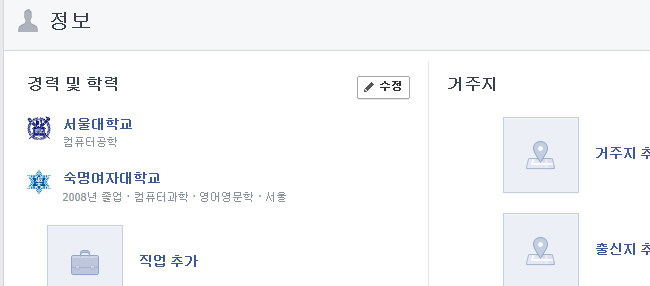 정보
경력 및 학력
수정
서울대학교
컴퓨터공학
숙명여자대학교
2008년 졸업 · 컴퓨터과학 · 영어영문학 · 서울
직업 추가
거주지
거주지
출신지